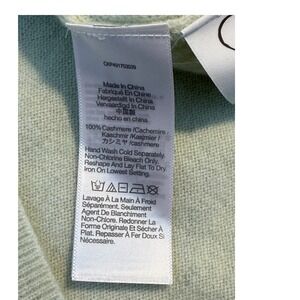 Made In China
Fabriqué En Chine
Hergestellt In China
Vervaardigd In China
中国製
hecho en china
100% Cashmere /Cachemire
Kaschmir /Kasjmier /
カシミヤ /cashmere
Hand Wash Cold Separately.
Non-Chlorine Bleach Only.
Reshape And Lay Flat To Dry
Iron On Lowest Setting.
Lavage À La Main À Froid
Séparément. Seulement
Agent De Blanchiment
Non-Chlore. Redonner La
Forme Originale Et Sécher À
Plat. Repasser À Fer Doux Si
Nécessaire.